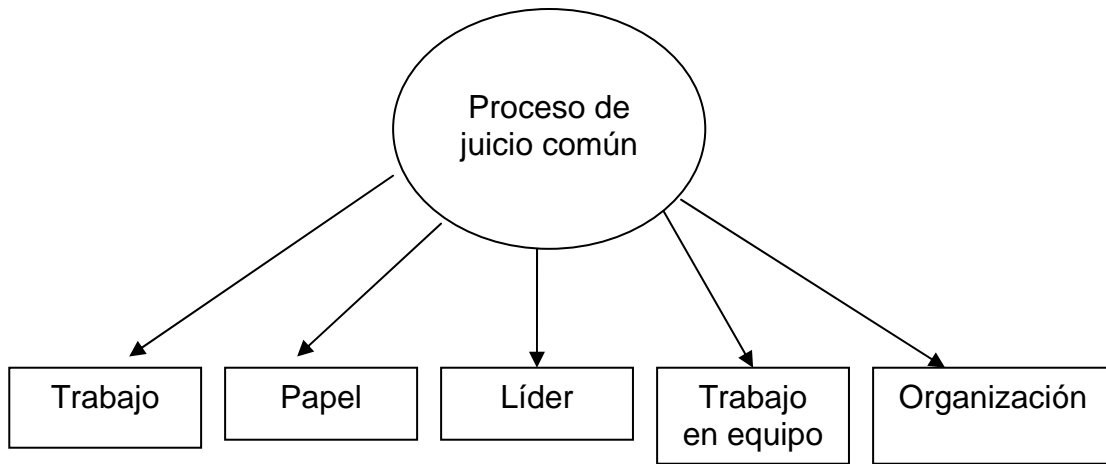 Proceso de
juicio común
Trabajo
Papel
Líder
Trabajo
en equipo
Organización